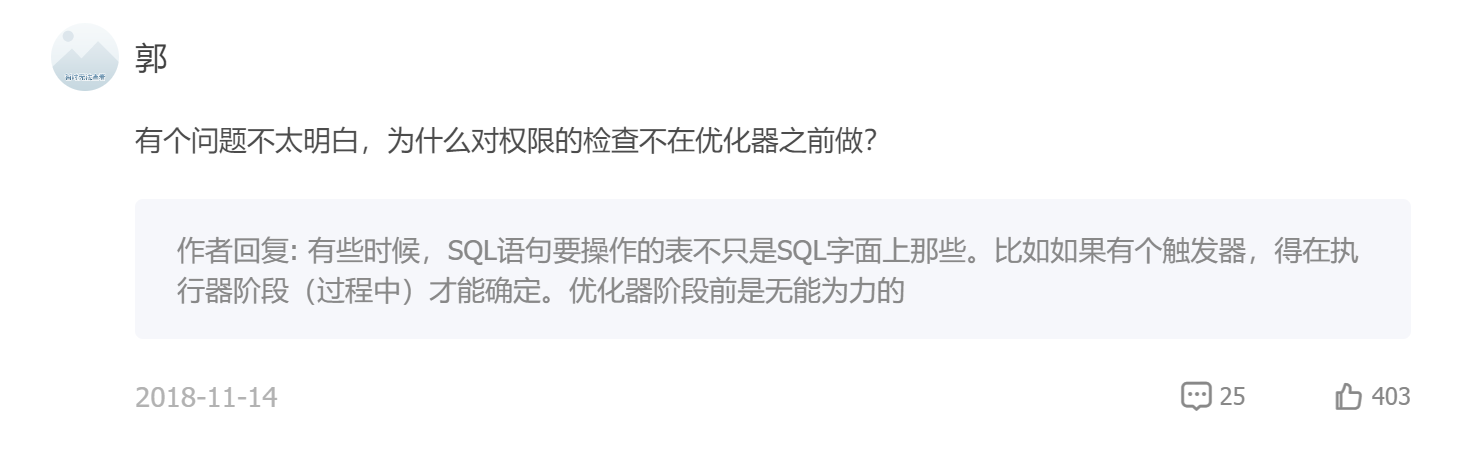 郭
有个问题不太明白，为什么对权限的检查不在优化器之前做？
作者回复: 有些时候，SQL语句要操作的表不只是SQL字面上那些。比如如果有个触发器，得在执
行器阶段（过程中）才能确定。优化器阶段前是无能为力的
2018-11-14
25
403